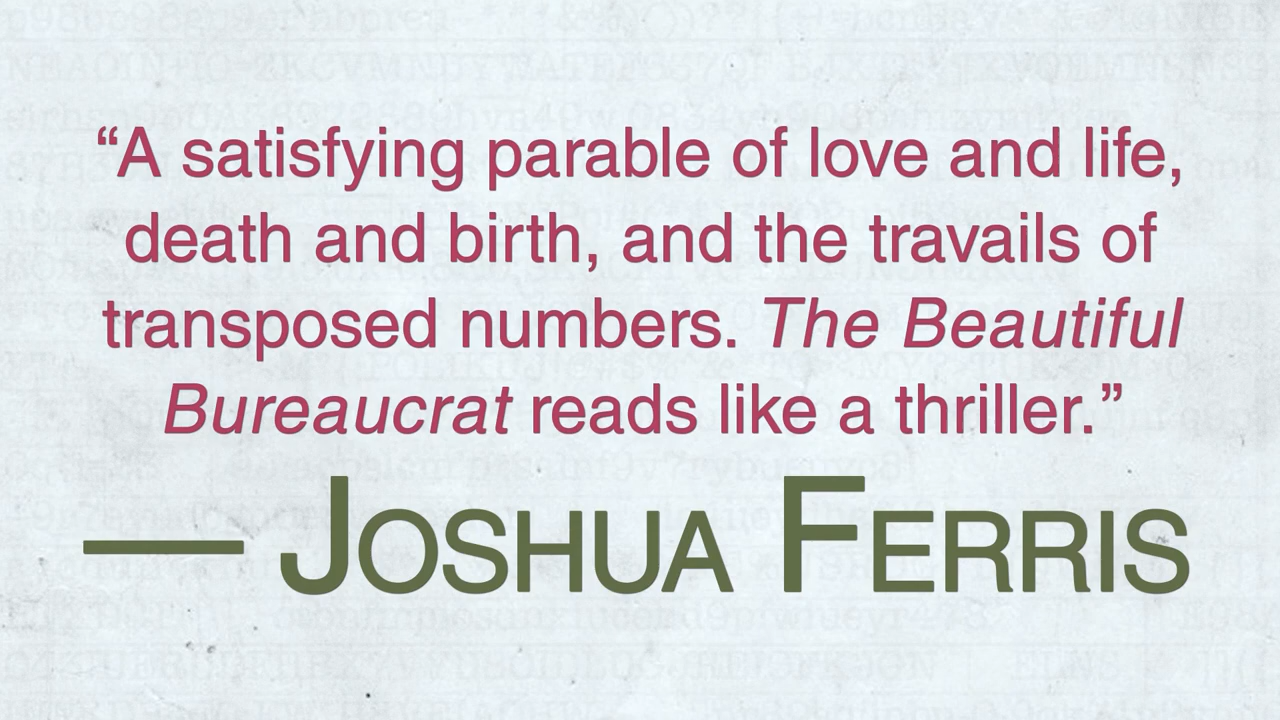 “A satisfying parable of love and life,
death and birth, and the travails of
transposed numbers. The Beautiful
Bureaucrat reads like a thriller.”
— JOSHUA FERRIS